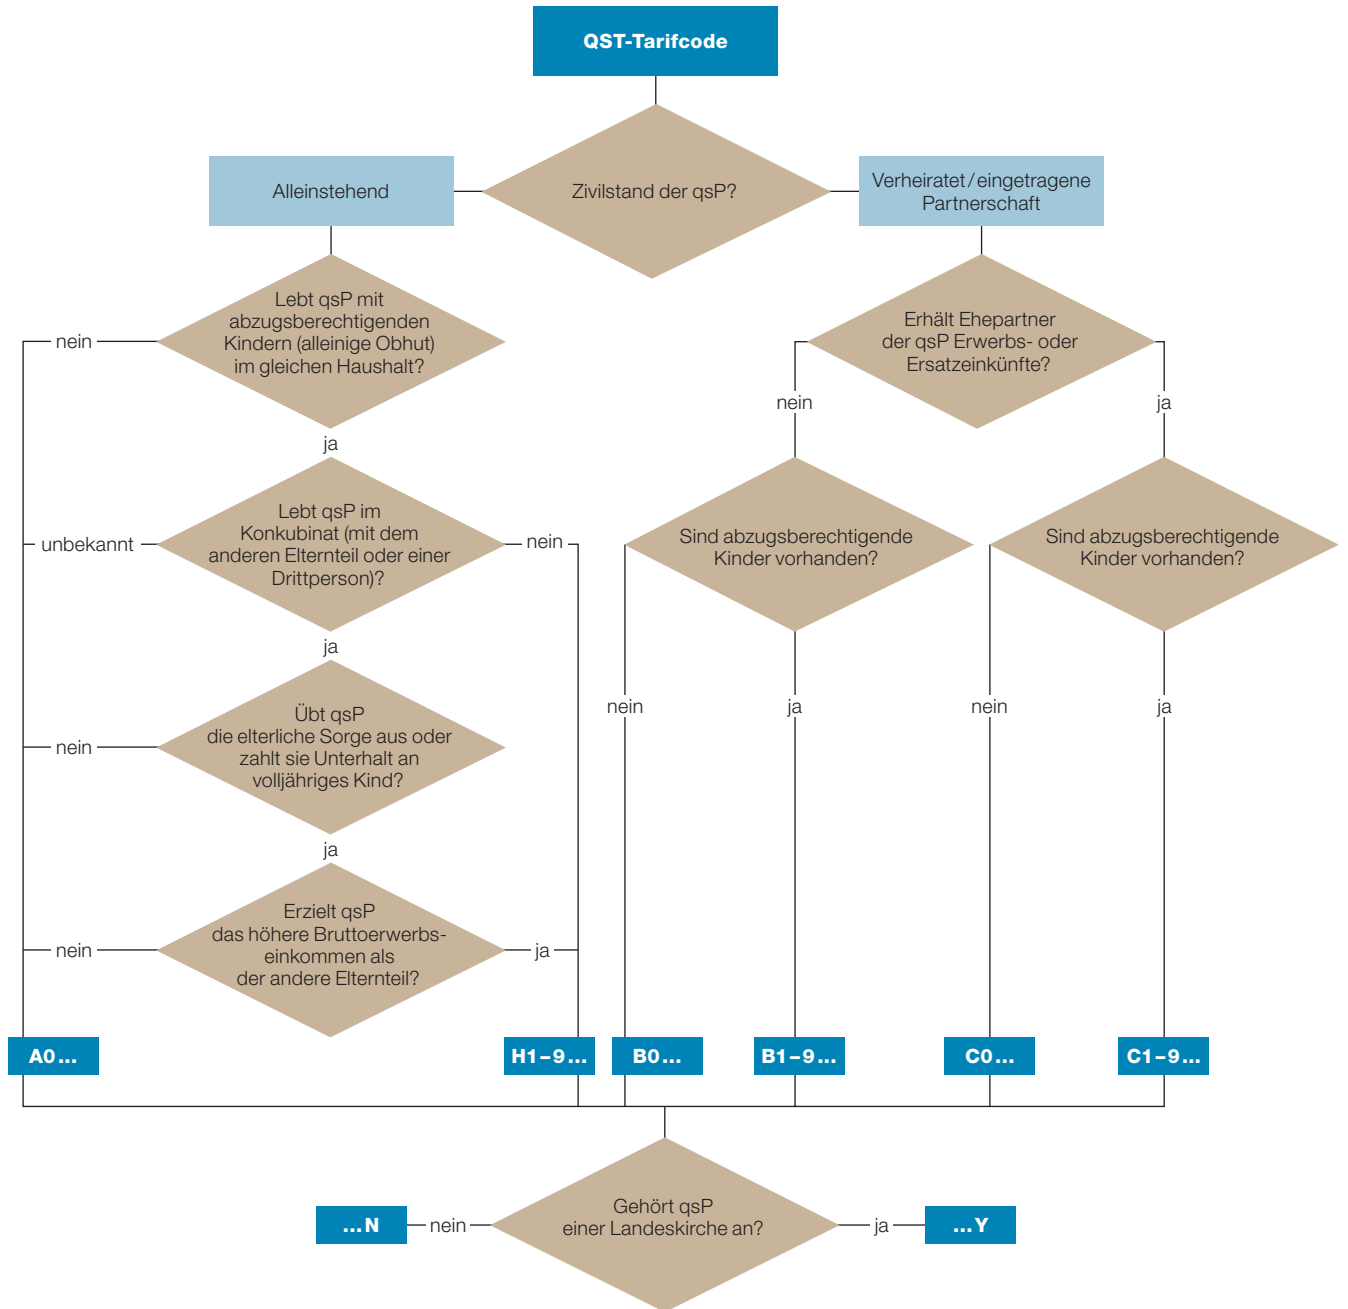 QST-Tarifcode
Alleinstehend
Zivilstand der qsP?
Verheiratet/eingetragene
Partnerschaft
Lebt qsP mit
abzugsberechtigenden
Kindern (alleinige Obhut)
im gleichen Haushalt?
nein
ja
Erhält Ehepartner
der qsP Erwerbs- oder
Ersatzeinkünfte?
nein
ja
Lebt qsP im
Konkubinat (mit dem
anderen Elternteil oder einer
Drittperson)?
unbekannt
nein
ja
Sind abzugsberechtigende
Kinder vorhanden?
Sind abzugsberechtigende
Kinder vorhanden?
Übt qsP
die elterliche Sorge aus oder
zahlt sie Unterhalt an
volljähriges Kind?
nein
ja
nein
ja
nein
ja
Erzielt qsP
das höhere Bruttoerwerbs-
einkommen als
der andere Elternteil?
nein
ja
A0...
H1–9...
B0...
B1–9...
C0...
C1–9...
Gehört qsP
einer Landeskirche an?
...N
nein
ja
...Y